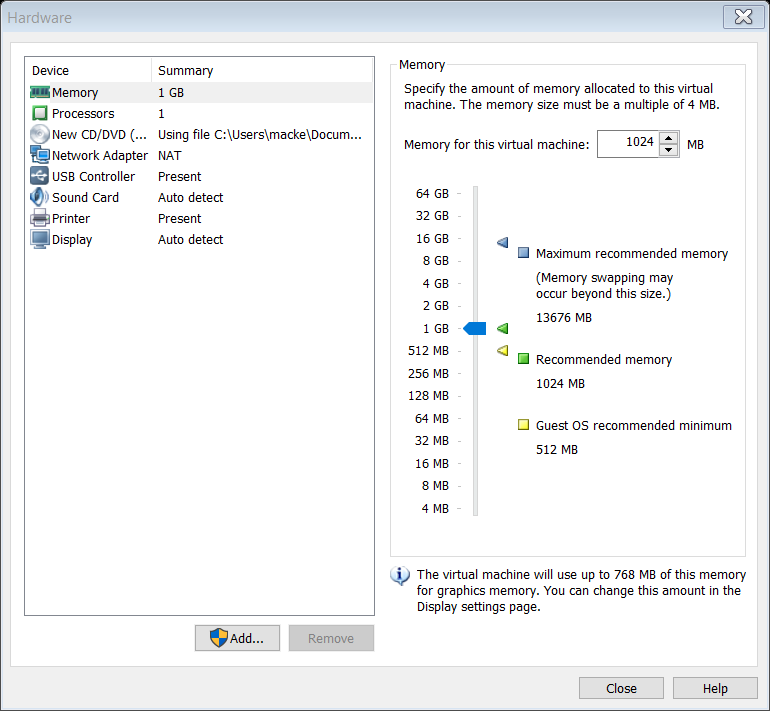 Hardware
Device Summary
Memory 1 GB
Processors 1
New CD/DVD (... Using file C:\Users\macke\Docum...
Network Adapter NAT
USB Controller Present
Sound Card Auto detect
Printer Present
Display Auto detect
Add...
Remove
Memory
Specify the amount of memory allocated to this virtual
machine. The memory size must be a multiple of 4 MB.
Memory for this virtual machine: 1024 MB
64 GB
32 GB
16 GB
8 GB
4 GB
2 GB
1 GB
512 MB
256 MB
128 MB
64 MB
32 MB
16 MB
8 MB
4 MB
Maximum recommended memory
(Memory swapping may
occur beyond this size.)
13676 MB
Recommended memory
1024 MB
Guest OS recommended minimum
512 MB
The virtual machine will use up to 768 MB of this memory
for graphics memory. You can change this amount in the
Display settings page.
Close
Help